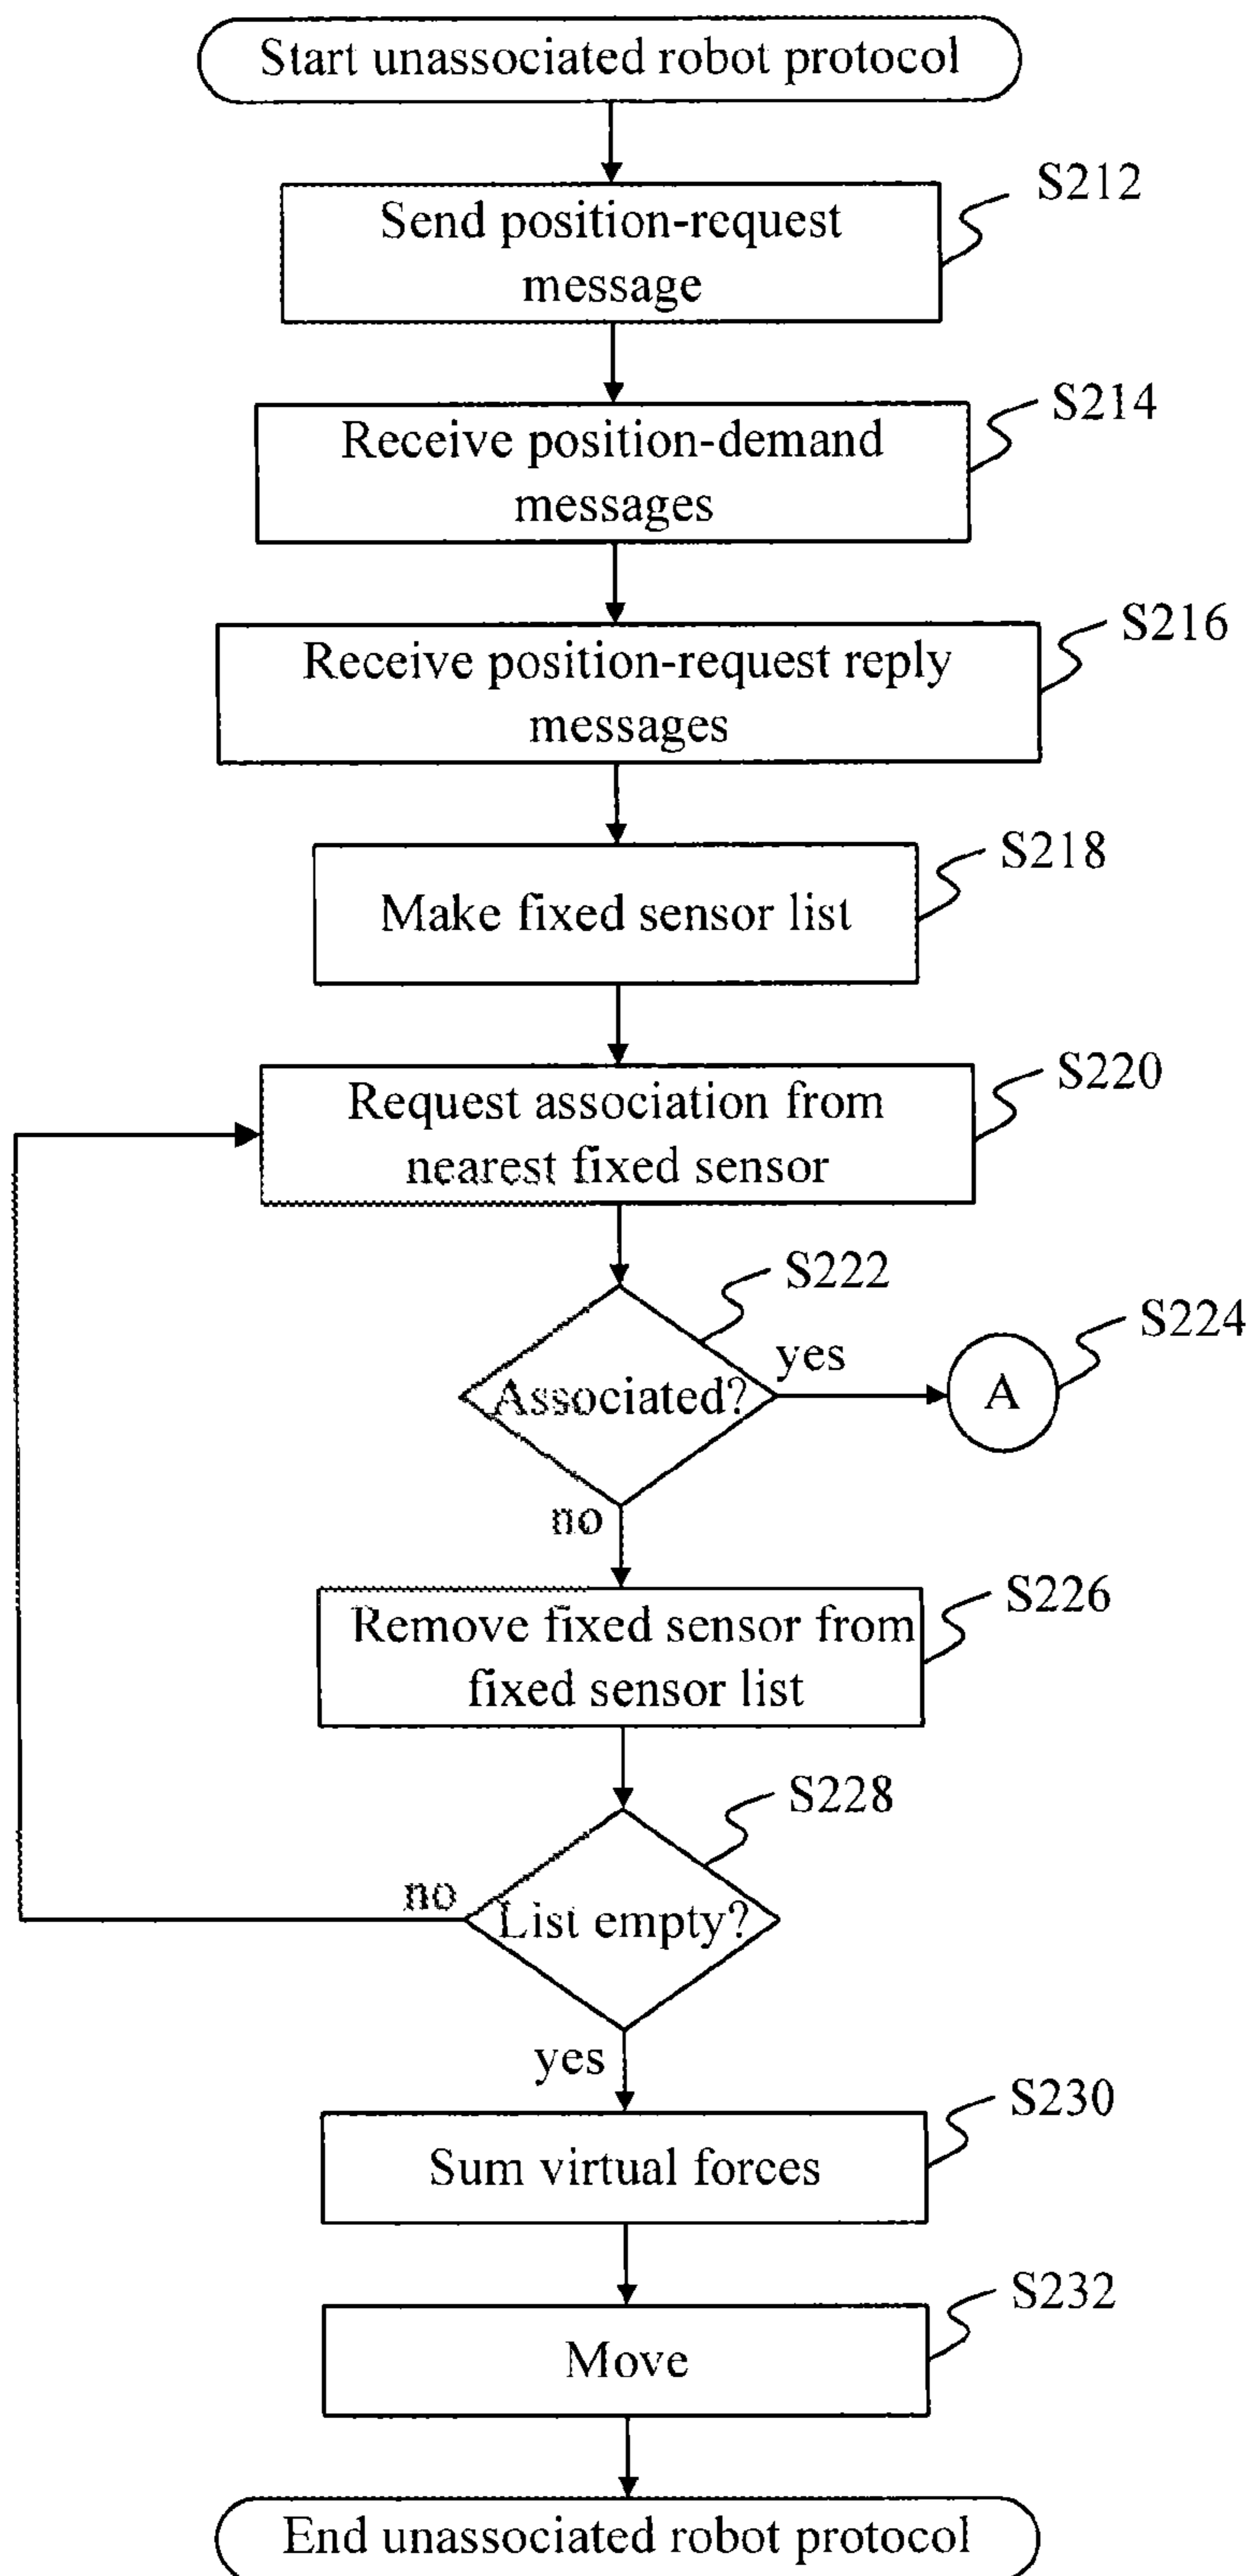 Start unassociated robot protocol
S212
Send position-request
message
S214
Receive position-demand
messages
S216
Receive position-request reply
messages
S218
Make fixed sensor list
S220
Request association from
nearest fixed sensor
S222
S224
yes
Associated?
A
no
S226
Remove fixed sensor from
fixed sensor list
S228
no
List empty?
yes
S230
Sum virtual forces
S232
Move
End unassociated robot protocol